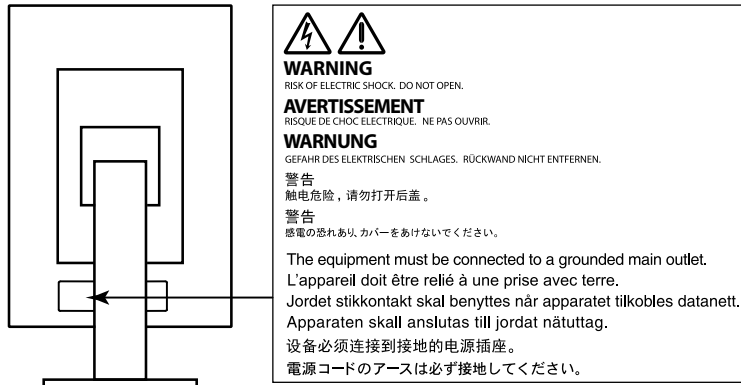 WARNING
RISK OF ELECTRIC SHOCK. DO NOT OPEN.
AVERTISSEMENT
RISQUE DE CHOC ELECTRIQUE. NE PAS OUVRIR.
WARNUNG
GEFAHR DES ELEKTRISCHEN SCHLAGES. RÜCKWAND NICHT ENTFERNEN.
警告
触电危险，请勿打开后盖。
警告
感電の恐れあり、カバーをあけないでください。
The equipment must be connected to a grounded main outlet.
L'appareil doit être relié à une prise avec terre.
Jordet stikkontakt skal benyttes når apparatet tilkobles datanett.
Apparaten skall anslutas till jordat nätuttag.
设备必须连接到接地的电源插座。
電源コードのアースは必ず接地してください。